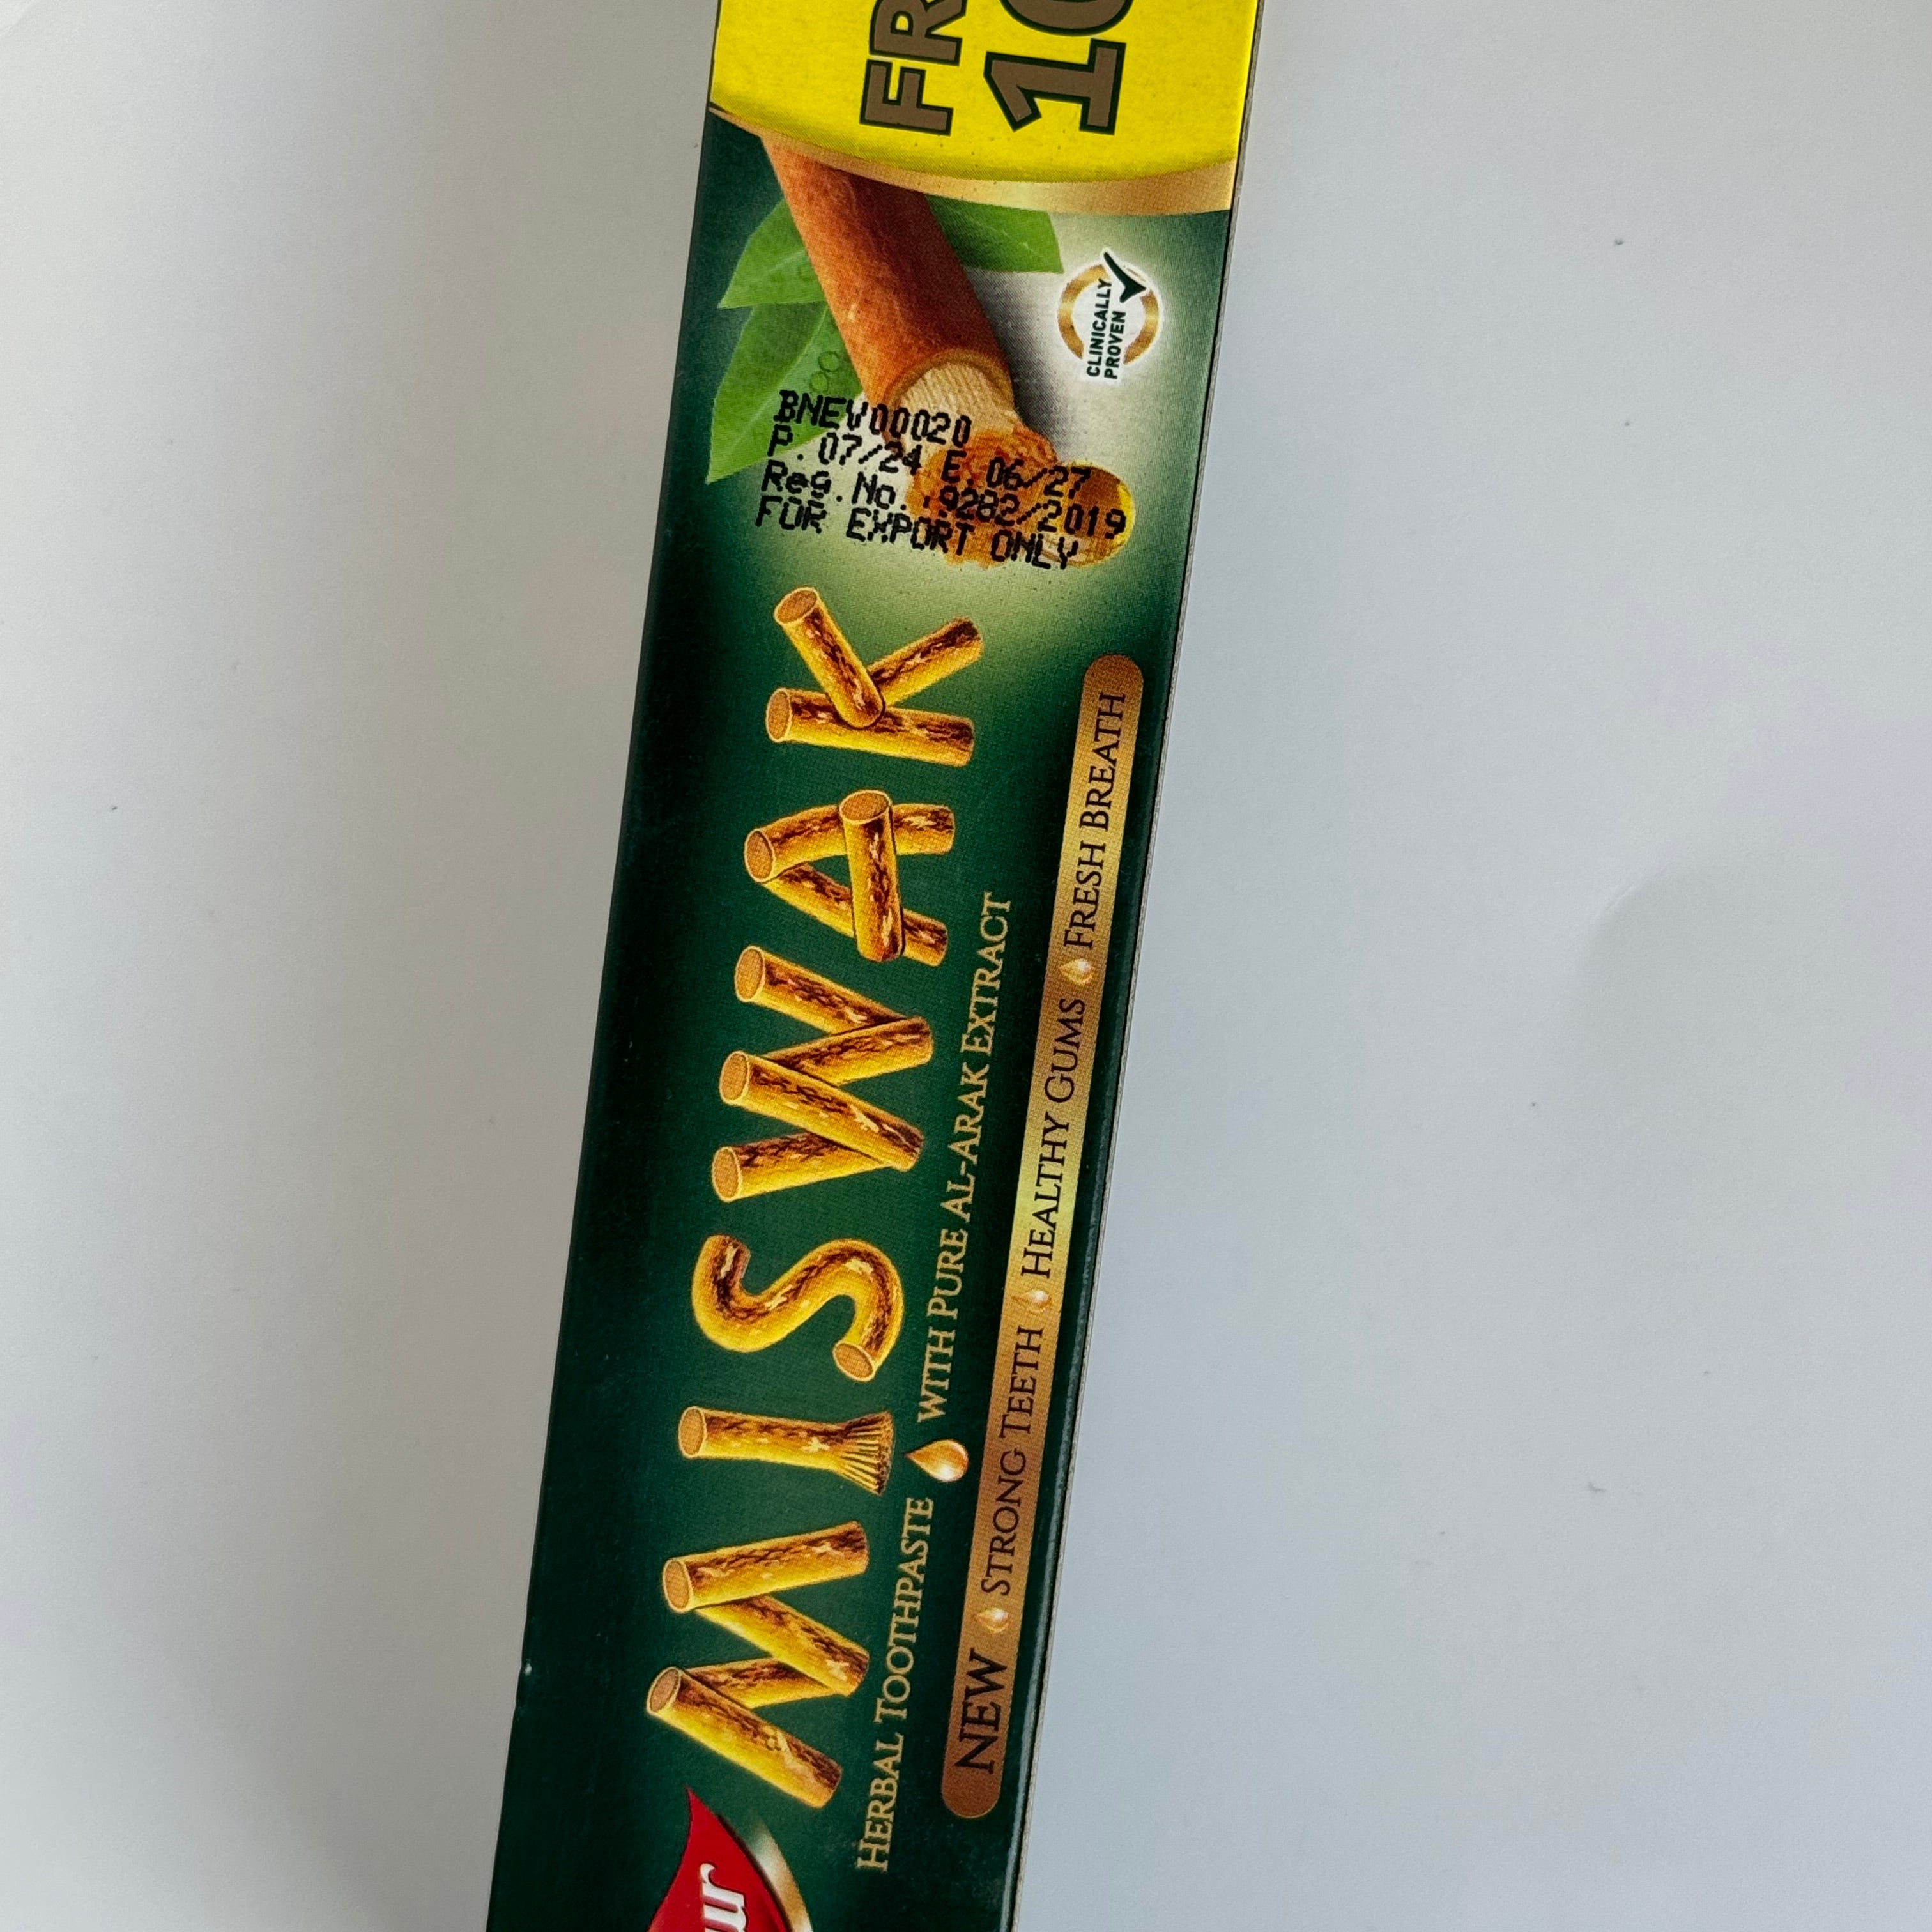 MISWAK
HERBAL TOOTHPASTE WITH PURE AL-ARAK EXTRACT
NEW STRONG TEETH HEALTHY GUMS FRESH BREATH
BNEV00020
P. 07/24 E. 06/27
Reg.No.:9282/2019
FOR EXPORT ONLY
CLINICALLY
PROVEN